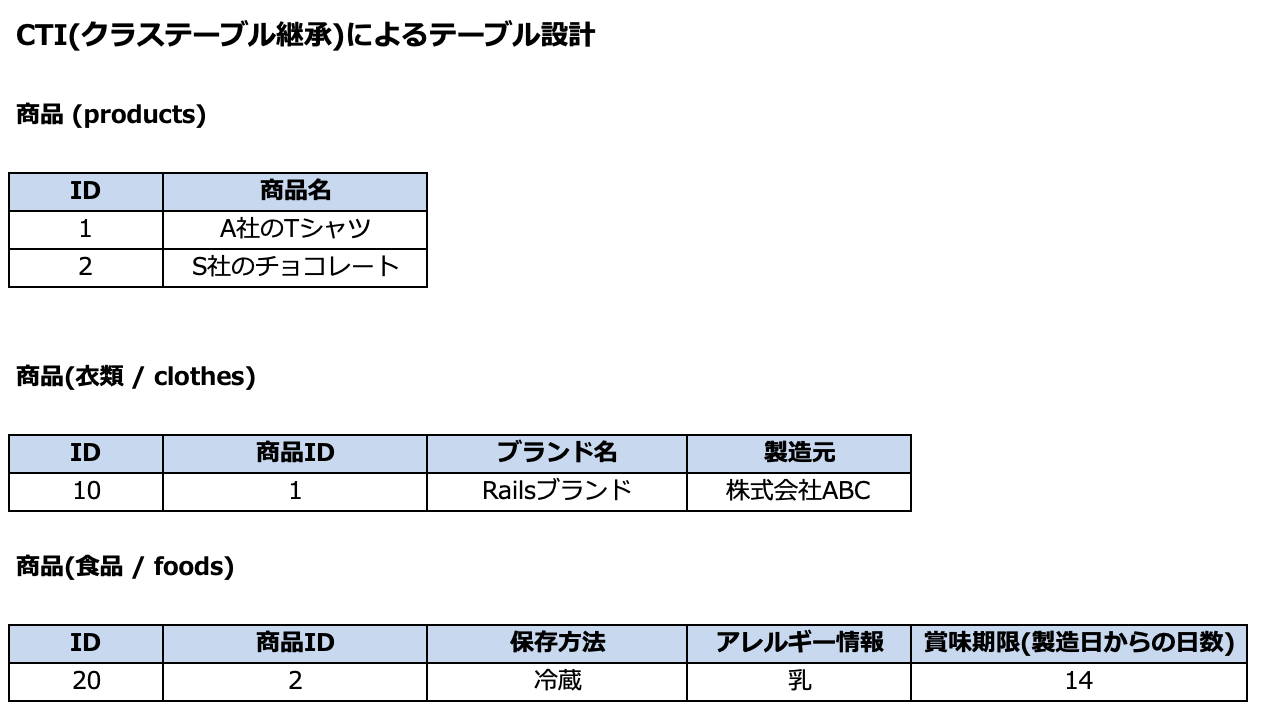 CTI(クラステーブル継承)によるテーブル設計
商品 (products)
ID 商品名
1 A社のTシャツ
2 S社のチョコレート
商品(衣類 / clothes)
ID 商品ID ブランド名 製造元
10 1 Railsブランド 株式会社ABC
商品(食品 / foods)
ID 商品ID 保存方法 アレルギー情報 賞味期限(製造日からの日数)
20 2 冷蔵 乳 14